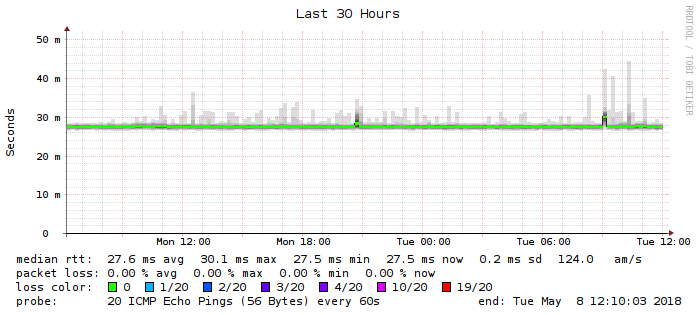 Last 30 Hours
RRDTOOL / TOBI OETIKER
Seconds
50 m
40 m
30 m
20 m
10 m
0
Mon 12:00 Mon 18:00 Tue 00:00 Tue 06:00 Tue 12:00
median rtt: 27.6 ms avg 30.1 ms max 27.5 ms min 27.5 ms now 0.2 ms sd 124.0 am/s
packet loss: 0.00 % avg 0.00 % max 0.00 % min 0.00 % now
loss color: 0 1/20 2/20 3/20 4/20 10/20 19/20
probe: 20 ICMP Echo Pings (56 Bytes) every 60s end: Tue May 8 12:10:03 2018